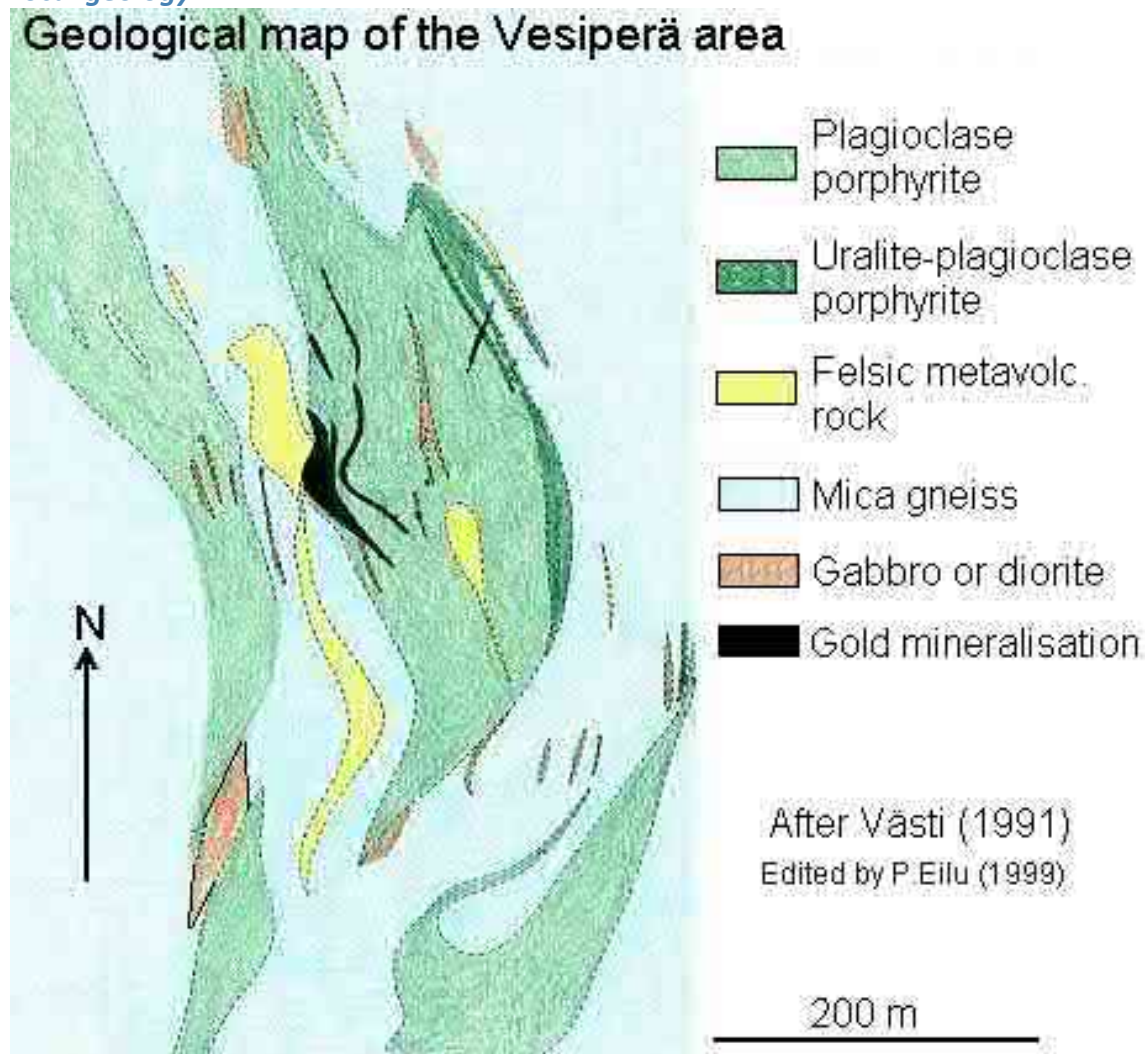 Geological map of the Vesiperä area
Plagioclase
porphyrite
Uralite-plagioclase
porphyrite
Felsic metavolc.
rock
Mica gneiss
Gabbro or diorite
Gold mineralisation
N
After Västi (1991)
Edited by P.Eilu (1999)
200 m